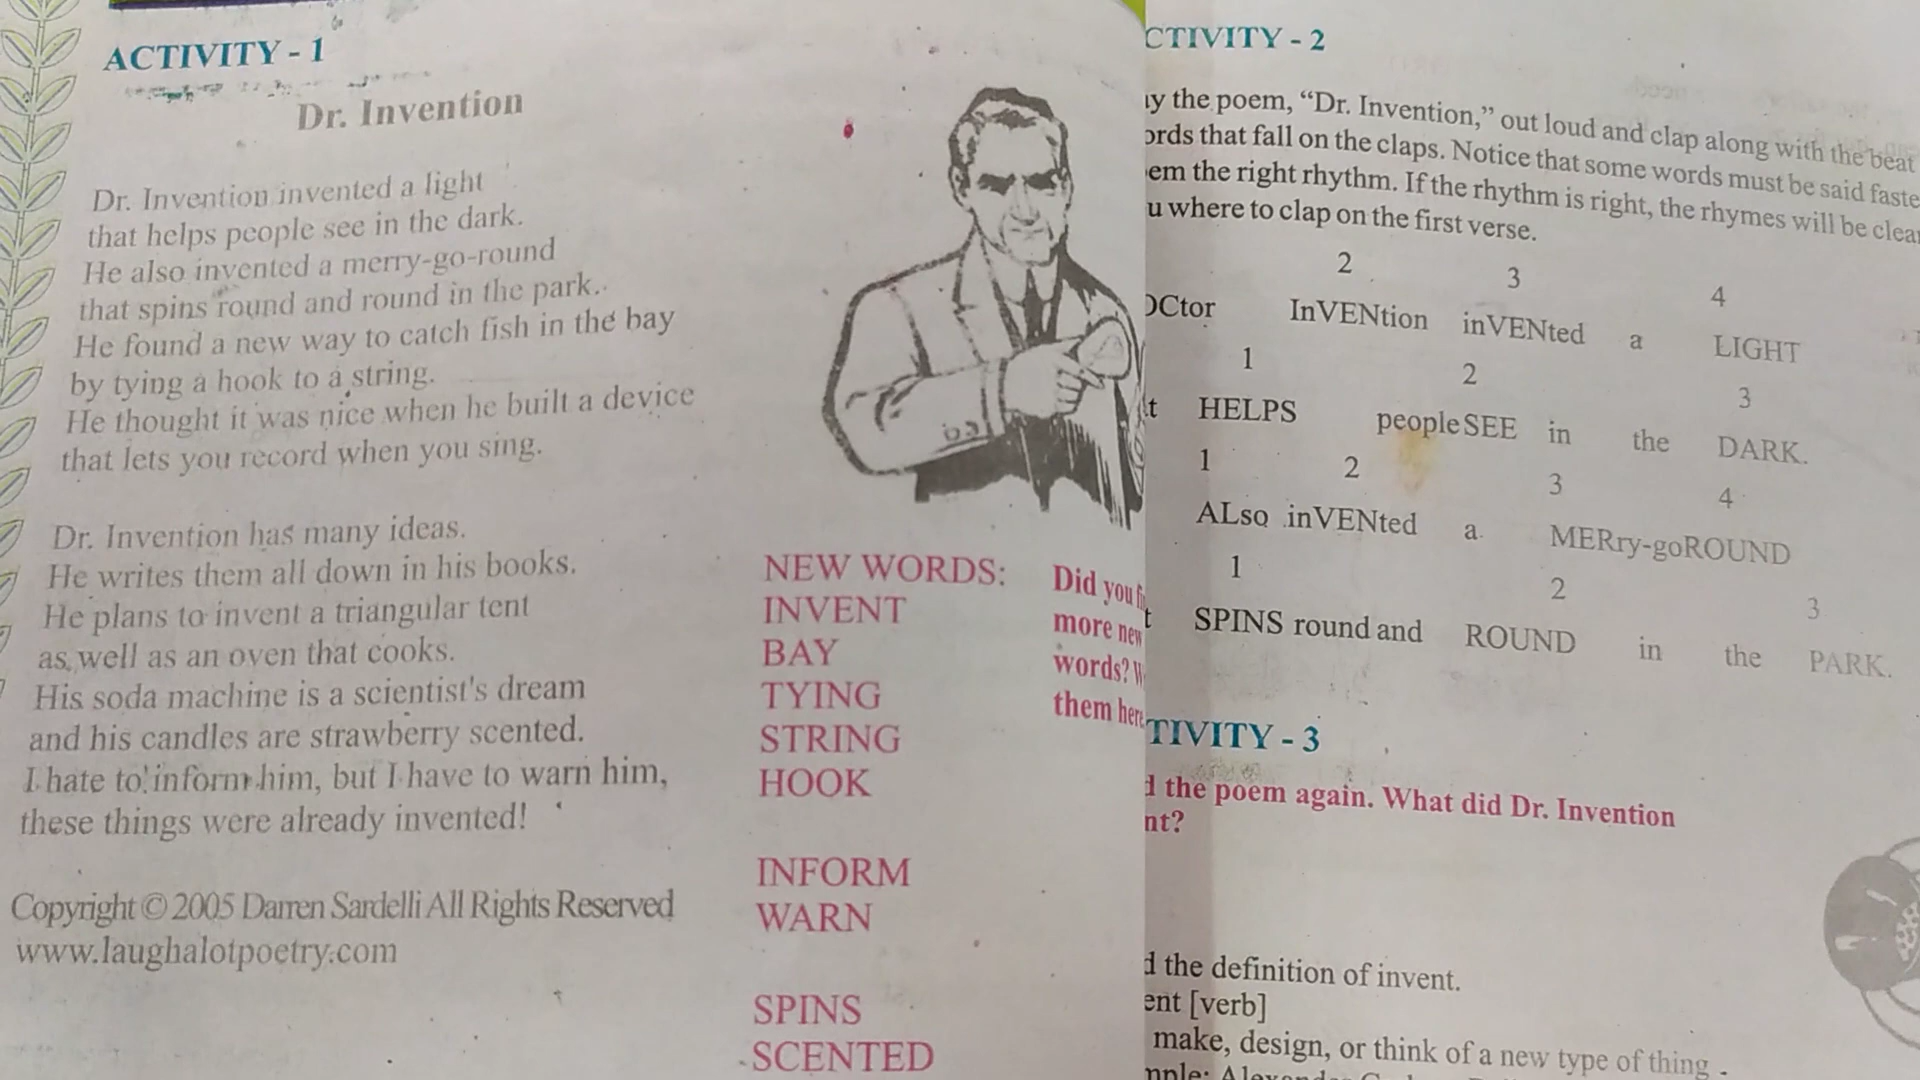 ACTIVITY - 1
Dr. Invention
Dr. Invention invented a light
that helps people see in the dark.
He also invented a merry-go-round
that spins round and round in the park.
He found a new way to catch fish in the bay
by tying a hook to a string.
He thought it was nice when he built a device
that lets you record when you sing.
Dr. Invention has many ideas.
He writes them all down in his books.
He plans to invent a triangular tent
as well as an oven that cooks.
His soda machine is a scientist's dream
and his candles are strawberry scented.
I hate to inform him, but I have to warn him,
these things were already invented!
Copyright © 2005 Darren Sardelli All Rights Reserved
www.laughalotpoetry.com
NEW WORDS:
INVENT
BAY
TYING
STRING
HOOK
INFORM
WARN
SPINS
SCENTED
Did you
more new
words?
them here
CTIVITY - 2
the poem, “Dr. Invention,” out loud and clap along with the beat
ords that fall on the claps. Notice that some words must be said faste
em the right rhythm. If the rhythm is right, the rhymes will be clear
u where to clap on the first verse.
2 3 4
OCtor InVENtion inVENted a LIGHT
1 2 3
t HELPS people SEE in the DARK.
1 2 3 4
ALso inVENted a MERry-goROUND
1 2 3
t SPINS round and ROUND in the PARK.
TIVITY - 3
d the poem again. What did Dr. Invention
nt?
d the definition of invent.
ent [verb]
make, design, or think of a new type of thing